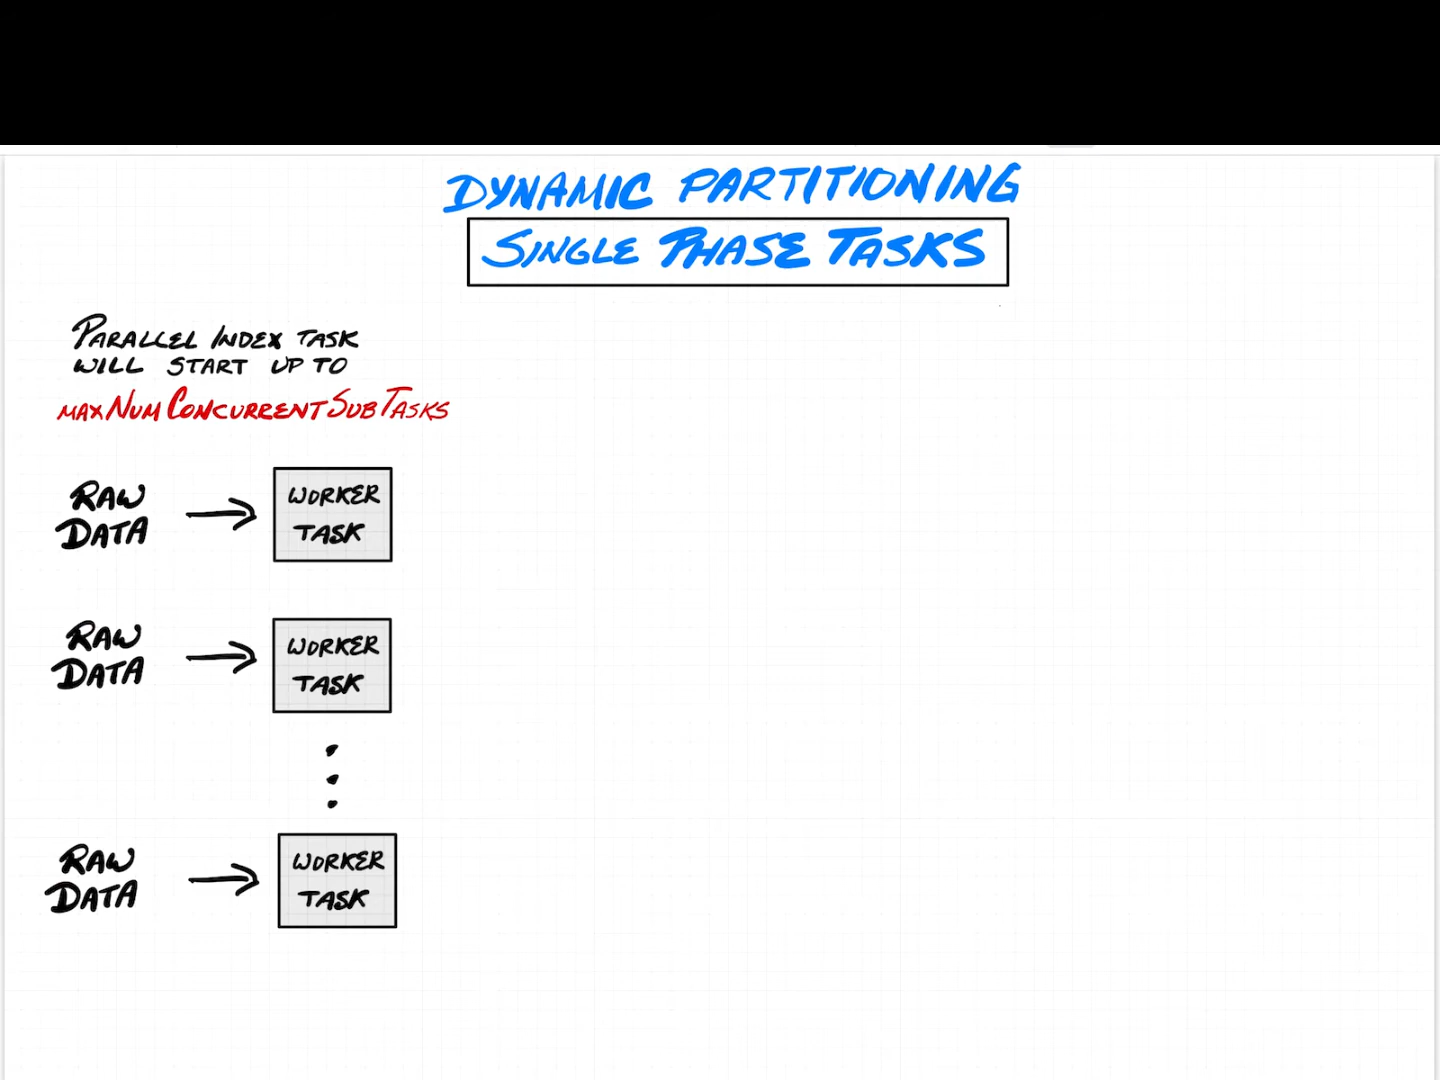 DYNAMIC PARTITIONING
SINGLE PHASE TASKS
PARALLEL INDEX TASK
WILL START UP TO
maxNumConcurrentSubTasks
RAW
DATA
WORKER
TASK
RAW
DATA
WORKER
TASK
RAW
DATA
WORKER
TASK